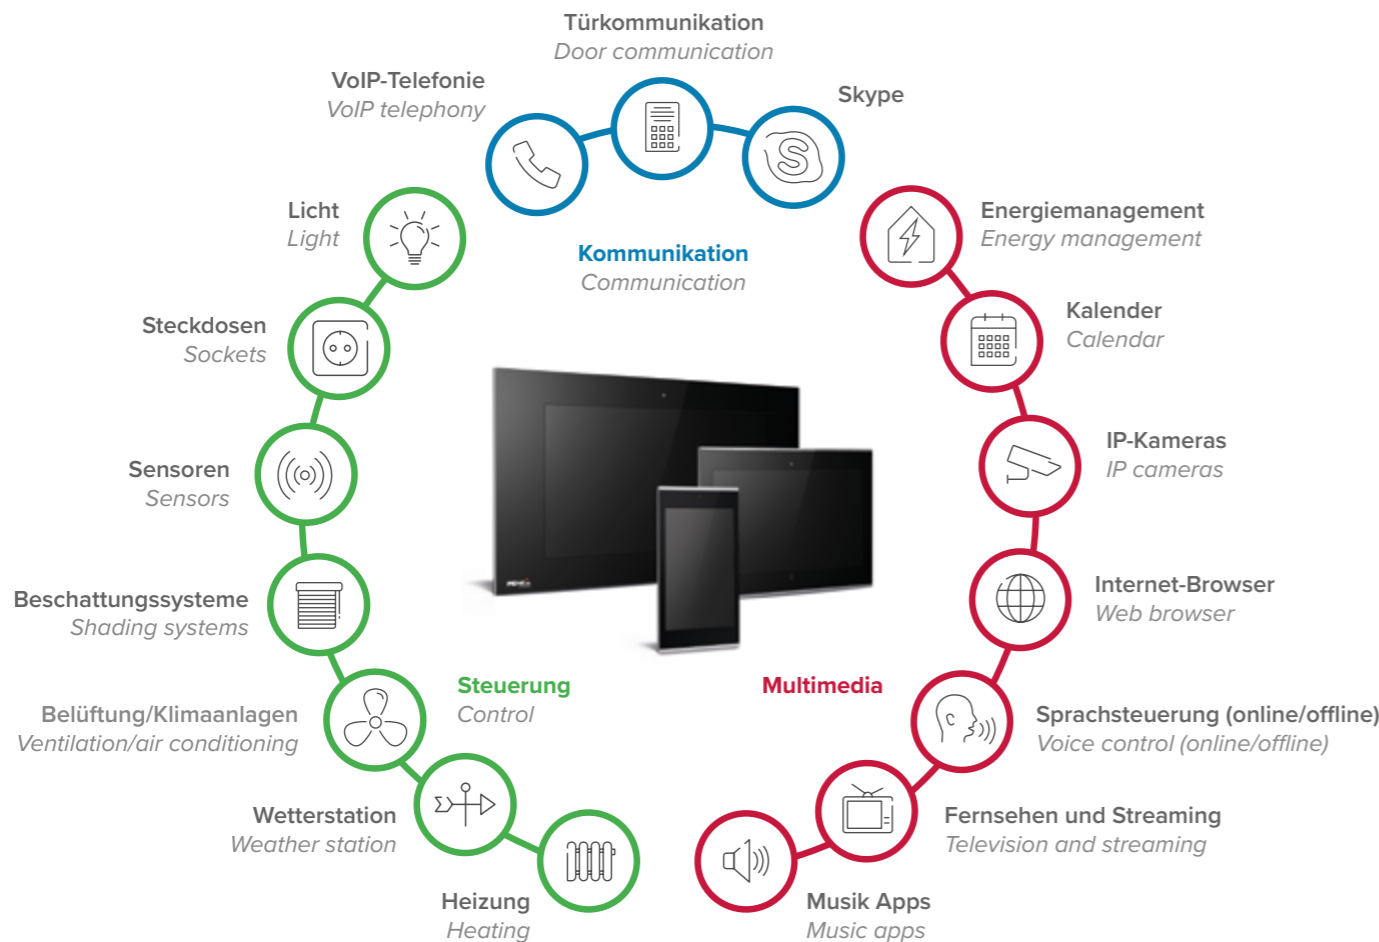 Türkommunikation
Door communication
VoIP-Telefonie
VoIP telephony
Skype
Licht
Light
Energiemanagement
Energy management
Kommunikation
Communication
Steckdosen
Sockets
Kalender
Calendar
Sensoren
Sensors
IP-Kameras
IP cameras
Beschattungssysteme
Shading systems
Internet-Browser
Web browser
Steuerung
Control
Multimedia
Belüftung/Klimaanlagen
Ventilation/air conditioning
Sprachsteuerung (online/offline)
Voice control (online/offline)
Wetterstation
Weather station
Fernsehen und Streaming
Television and streaming
Heizung
Heating
Musik Apps
Music apps